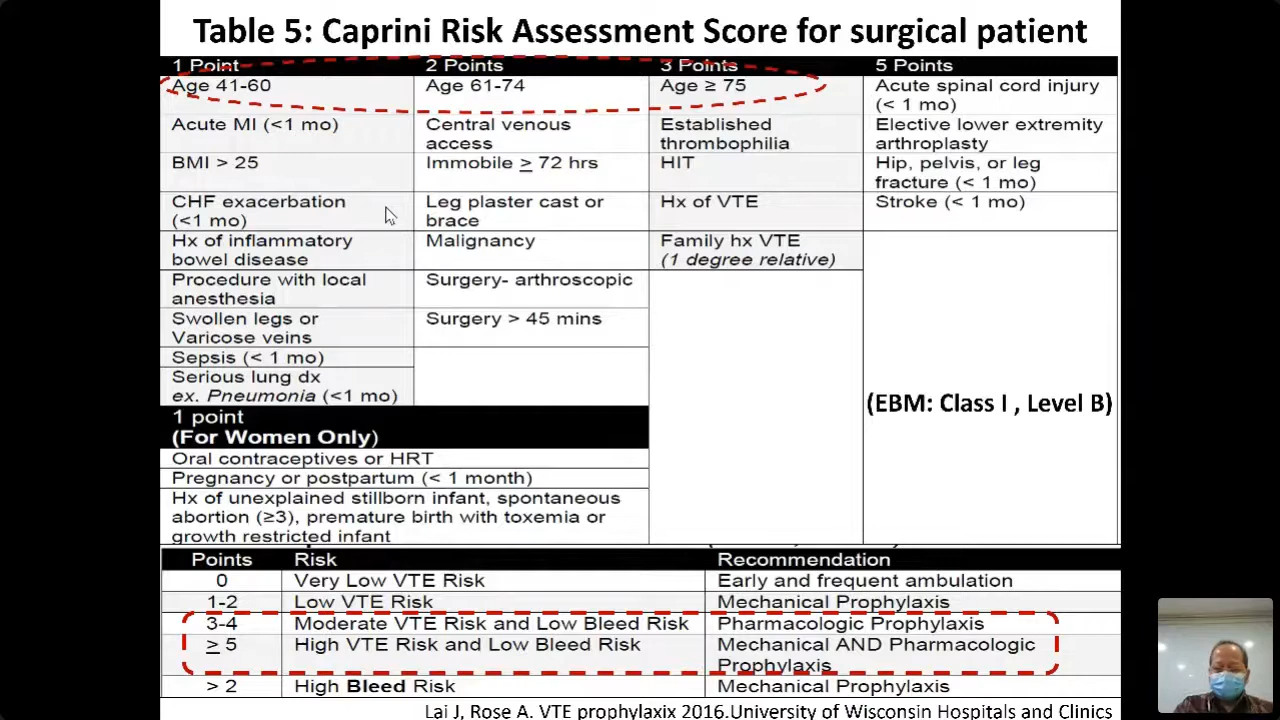 Table 5: Caprini Risk Assessment Score for surgical patient
1 Point 2 Points 3 Points 5 Points
Age 41-60 Age 61-74 Age ≥ 75 Acute spinal cord injury
(< 1 mo)
Acute MI (<1 mo) Central venous Established Elective lower extremity
access thrombophilia arthroplasty
BMI > 25 Immobile ≥ 72 hrs HIT Hip, pelvis, or leg
fracture (< 1 mo)
CHF exacerbation Leg plaster cast or Hx of VTE Stroke (< 1 mo)
(<1 mo) brace
Hx of inflammatory Malignancy Family hx VTE
bowel disease (1 degree relative)
Procedure with local Surgery- arthroscopic
anesthesia
Swollen legs or Surgery > 45 mins
Varicose veins
Sepsis (< 1 mo)
Serious lung dx
ex. Pneumonia (<1 mo)
(EBM: Class I , Level B)
1 point
(For Women Only)
Oral contraceptives or HRT
Pregnancy or postpartum (< 1 month)
Hx of unexplained stillborn infant, spontaneous
abortion (≥3), premature birth with toxemia or
growth restricted infant
Points Risk Recommendation
0 Very Low VTE Risk Early and frequent ambulation
1-2 Low VTE Risk Mechanical Prophylaxis
3-4 Moderate VTE Risk and Low Bleed Risk Pharmacologic Prophylaxis
≥ 5 High VTE Risk and Low Bleed Risk Mechanical AND Pharmacologic
Prophylaxis
> 2 High Bleed Risk Mechanical Prophylaxis
Lai J, Rose A. VTE prophylaxix 2016.University of Wisconsin Hospitals and Clinics